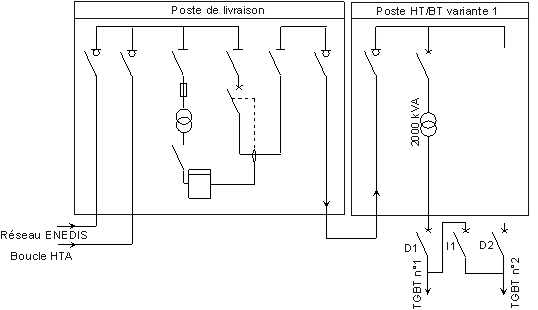 Poste de livraison
Poste HT/BT variante 1
2000 kVA
Réseau ENEDIS
Boucle HTA
D1
I1
D2
TGBT n°1
TGBT n°2